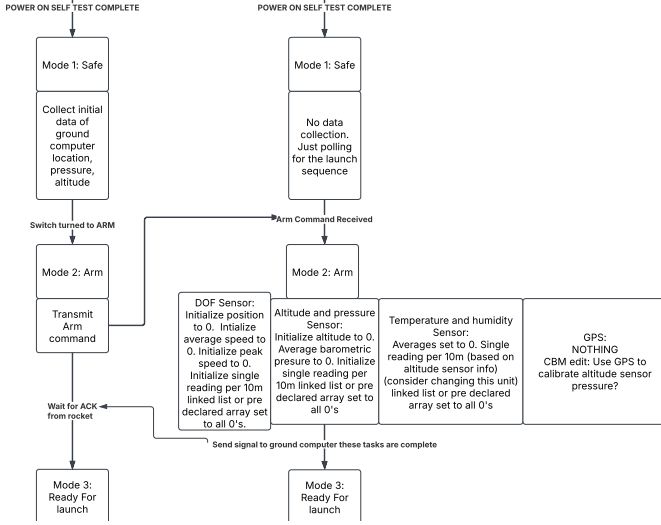 POWER ON SELF TEST COMPLETE
POWER ON SELF TEST COMPLETE
Mode 1: Safe
Mode 1: Safe
Collect initial
data of
ground
computer
location,
pressure,
altitude
No data
collection.
Just polling
for the launch
sequence
Switch turned to ARM
Arm Command Received
Mode 2: Arm
Mode 2: Arm
Transmit
Arm
command
DOF Sensor:
Initialize position
to 0. Intialize
average speed to
0. Initialize peak
speed to 0.
Initialize single
reading per 10m
linked list or pre
declared array set
to all 0's.
Altitude and pressure
Sensor:
Initialize altitude to 0.
Average barometric
presure to 0. Initialize
single reading per
10m linked list or pre
declared array set to
all 0's
Temperature and humidity
Sensor:
Averages set to 0. Single
reading per 10m (based on
altitude sensor info)
(consider changing this unit)
linked list or pre declared
array set to all 0's
GPS:
NOTHING
CBM edit: Use GPS to
calibrate altitude sensor
pressure?
Wait for ACK
from rocket
Send signal to ground computer these tasks are complete
Mode 3:
Ready For
launch
Mode 3:
Ready For
launch